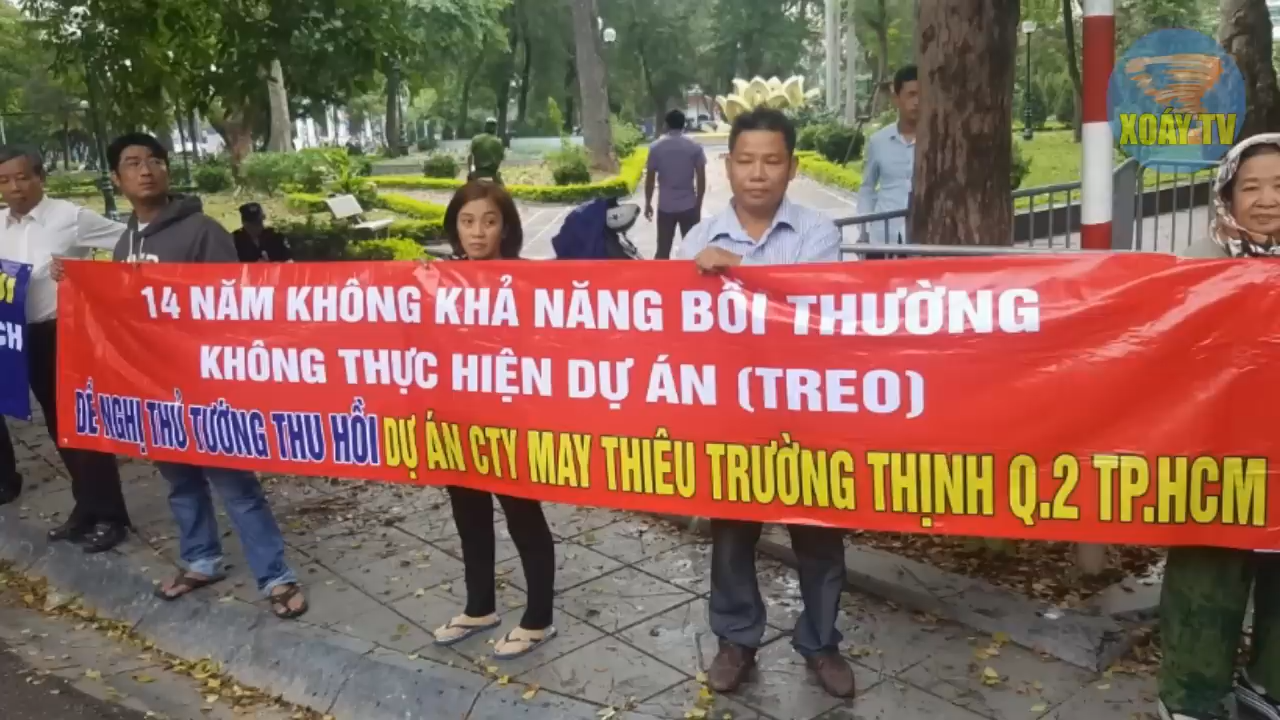 XOÁY.TV
14 NĂM KHÔNG KHẢ NĂNG BỒI THƯỜNG
KHÔNG THỰC HIỆN DỰ ÁN (TREO)
ĐỀ NGHỊ THỦ TƯỚNG THU HỒI DỰ ÁN CTY MAY THIÊU TRƯỜNG THỊNH Q.2 TP.HCM
CH